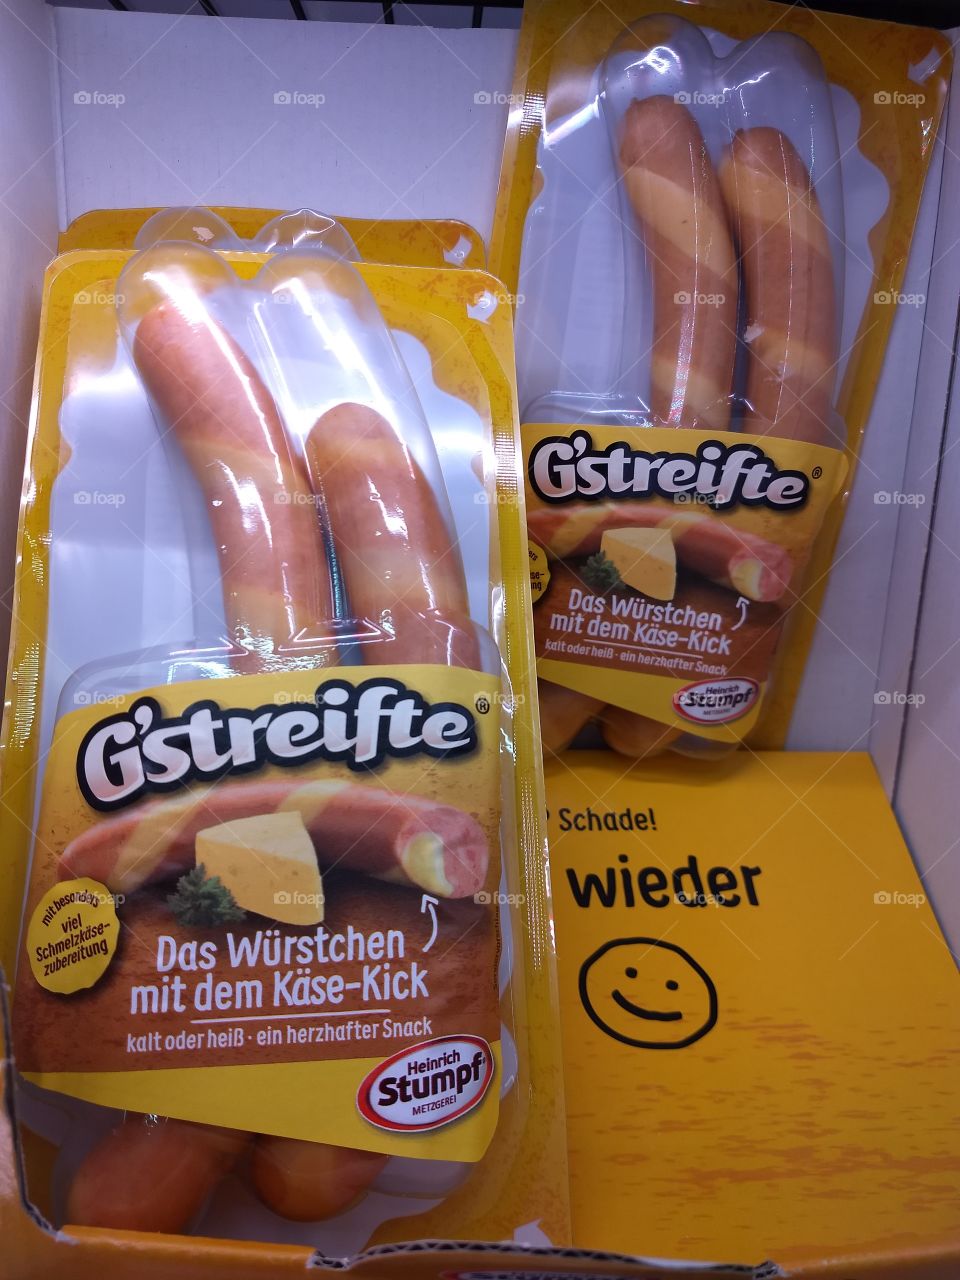 G'streifte®
Das Würstchen
mit dem Käse-Kick
kalt oder heiß · ein herzhafter Snack
Heinrich
Stumpf
METZGEREI
G'streifte®
mit besonders
viel
Schmelzkäse-
zubereitung
Das Würstchen
mit dem Käse-Kick
kalt oder heiß · ein herzhafter Snack
Heinrich
Stumpf
METZGEREI
? Schade!
wieder
foap